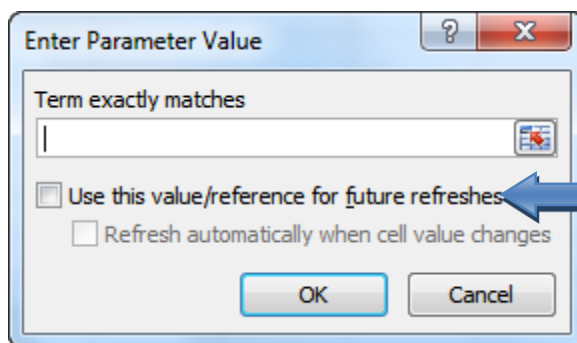 Enter Parameter Value
Term exactly matches
Use this value/reference for future refreshes
Refresh automatically when cell value changes
OK
Cancel